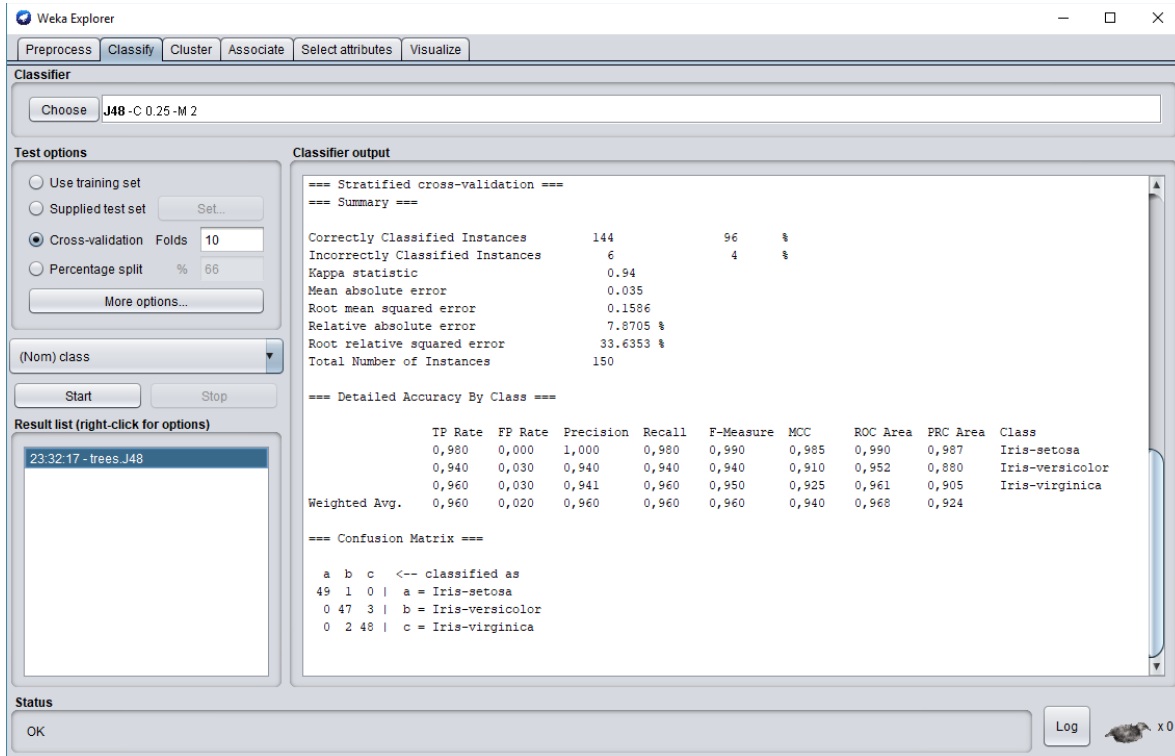 Weka Explorer
Preprocess Classify Cluster Associate Select attributes Visualize
Classifier
Choose J48 -C 0.25 -M 2
Test options
Use training set
Supplied test set Set...
Cross-validation Folds 10
Percentage split % 66
More options...
(Nom) class
Start Stop
Result list (right-click for options)
23:32:17 - trees.J48
Classifier output
=== Stratified cross-validation ===
=== Summary ===
Correctly Classified Instances 144 96 %
Incorrectly Classified Instances 6 4 %
Kappa statistic 0.94
Mean absolute error 0.035
Root mean squared error 0.1586
Relative absolute error 7.8705 %
Root relative squared error 33.6353 %
Total Number of Instances 150
=== Detailed Accuracy By Class ===
TP Rate FP Rate Precision Recall F-Measure MCC ROC Area PRC Area Class
0,980 0,000 1,000 0,980 0,990 0,985 0,990 0,987 Iris-setosa
0,940 0,030 0,940 0,940 0,940 0,910 0,952 0,880 Iris-versicolor
0,960 0,030 0,941 0,960 0,950 0,925 0,961 0,905 Iris-virginica
Weighted Avg. 0,960 0,020 0,960 0,960 0,960 0,940 0,968 0,924
=== Confusion Matrix ===
a b c <-- classified as
49 1 0 | a = Iris-setosa
0 47 3 | b = Iris-versicolor
0 2 48 | c = Iris-virginica
Status
OK
Log
x 0